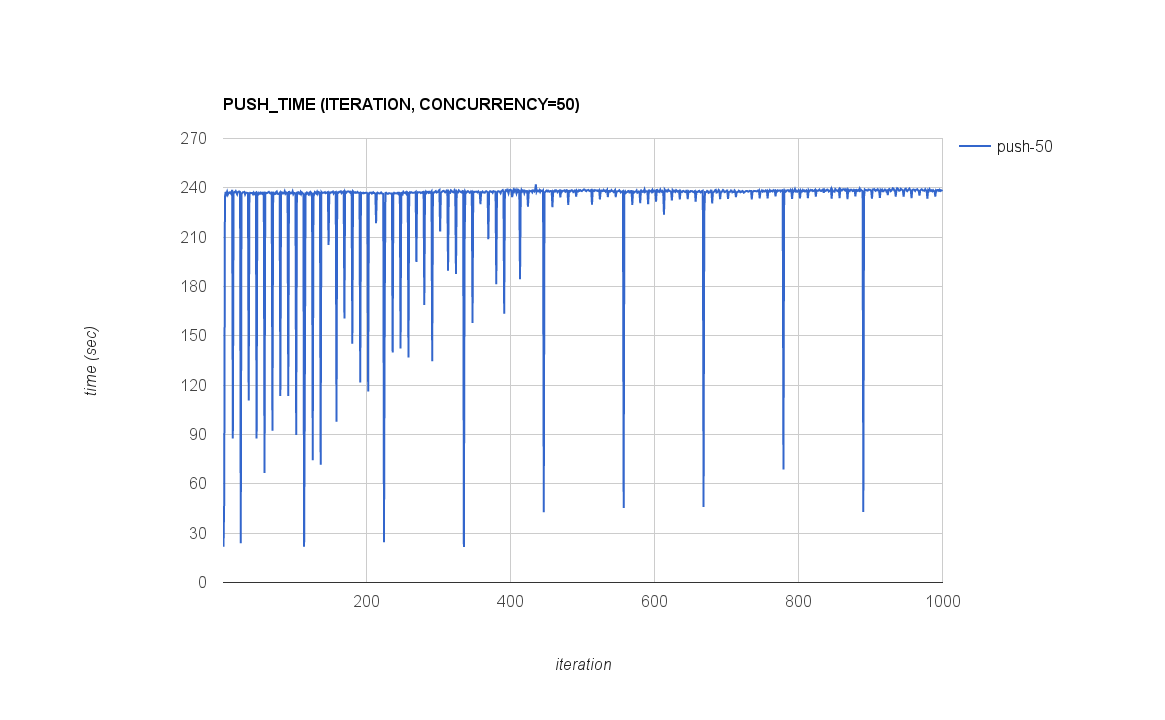 PUSH_TIME (ITERATION, CONCURRENCY=50)
270
push-50
240
210
180
150
time (sec)
120
90
60
30
0
200 400 600 800 1000
iteration